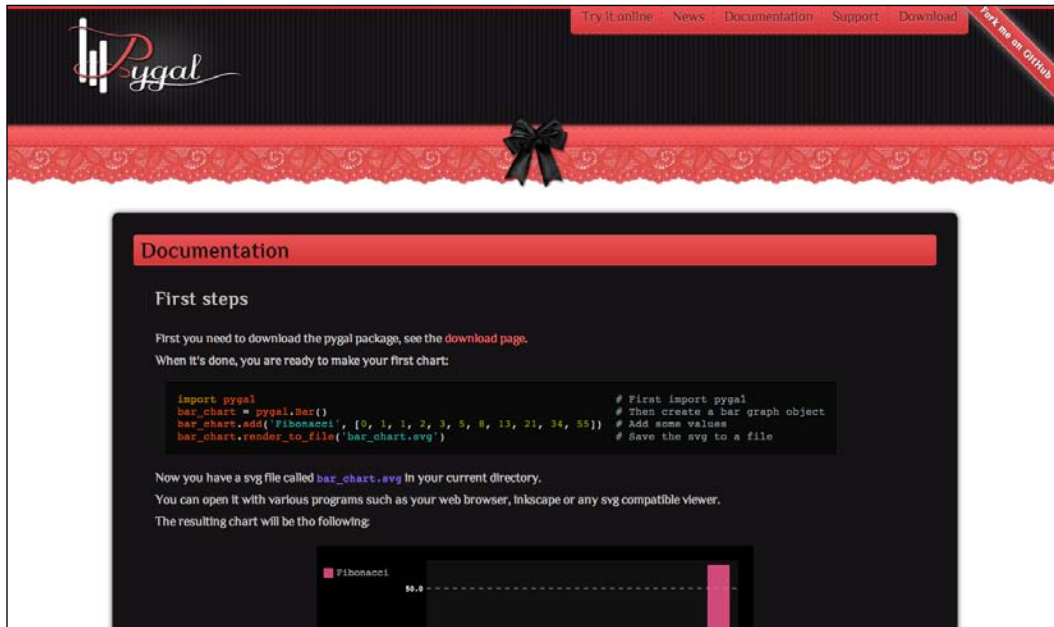 Try it online News Documentation Support Download
Fork me on GitHub
Pygal
Documentation
First steps
First you need to download the pygal package, see the download page.
When it's done, you are ready to make your first chart:
import pygal # First import pygal
bar_chart = pygal.Bar() # Then create a bar graph object
bar_chart.add('Fibonacci', [0, 1, 1, 2, 3, 5, 8, 13, 21, 34, 55]) # Add some values
bar_chart.render_to_file('bar_chart.svg') # Save the svg to a file
Now you have a svg file called bar_chart.svg in your current directory.
You can open it with various programs such as your web browser, inkscape or any svg compatible viewer.
The resulting chart will be tho following:
Fibonacci
50.0